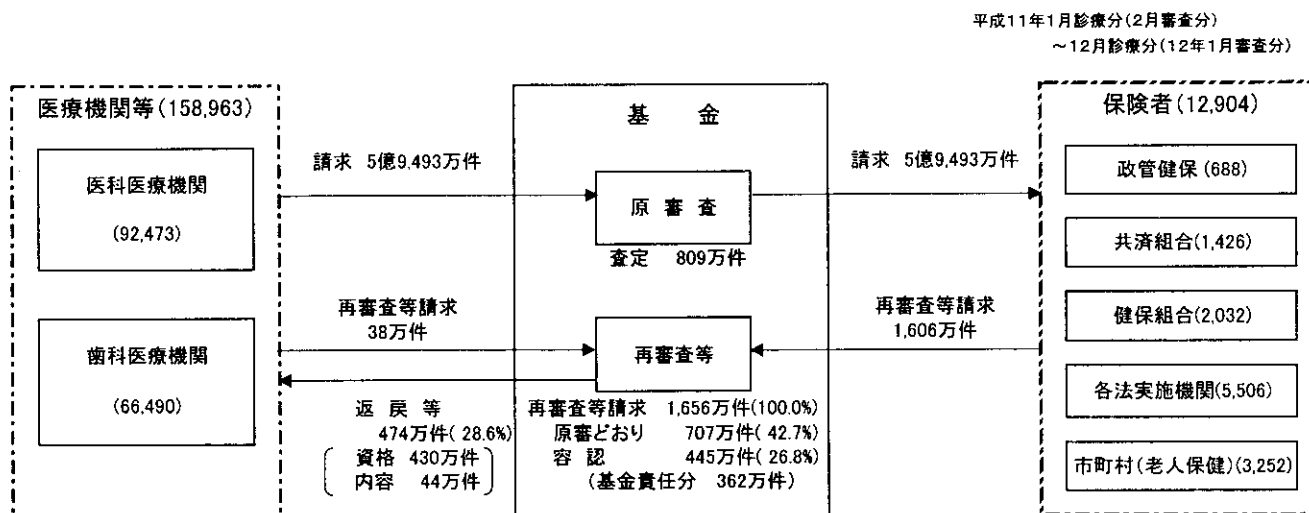 平成11年1月診療分(2月審査分)
~12月診療分(12年1月審査分)
医療機関等(158,963)
医科医療機関
(92,473)
歯科医療機関
(66,490)
請求 5億9,493万件
再審査等請求
38万件
返 戻 等
474万件( 28.6%)
資格 430万件
内容 44万件
基 金
原 審 査
査定 809万件
再審査等
再審査等請求 1,656万件(100.0%)
原審どおり 707万件( 42.7%)
容 認 445万件( 26.8%)
(基金責任分 362万件)
請求 5億9,493万件
再審査等請求
1,606万件
保険者(12,904)
政管健保 (688)
共済組合(1,426)
健保組合(2,032)
各法実施機関(5,506)
市町村(老人保健)(3,252)